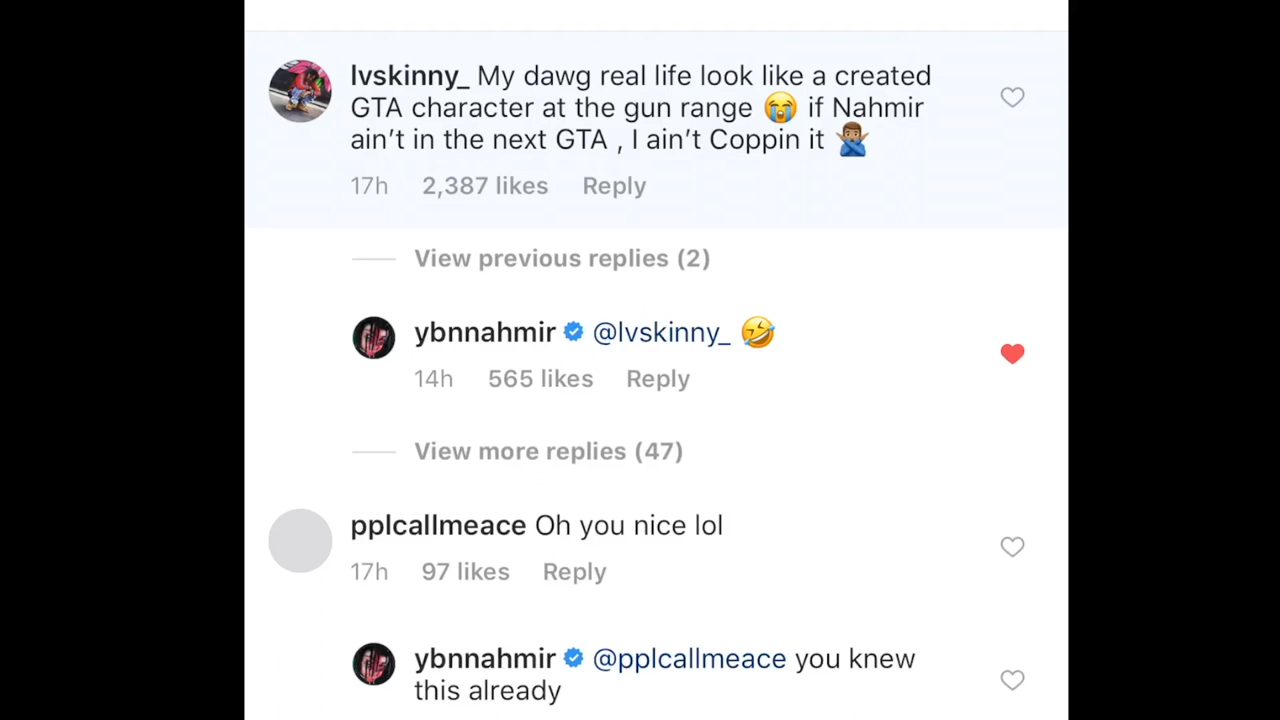 lvskinny_ My dawg real life look like a created
GTA character at the gun range 😭 if Nahmir
ain’t in the next GTA , I ain’t Coppin it 🙅🏽‍♂️
17h 2,387 likes Reply
View previous replies (2)
ybnnahmir @lvskinny_ 🤣
14h 565 likes Reply
View more replies (47)
pplcallmeace Oh you nice lol
17h 97 likes Reply
ybnnahmir @pplcallmeace you knew
this already